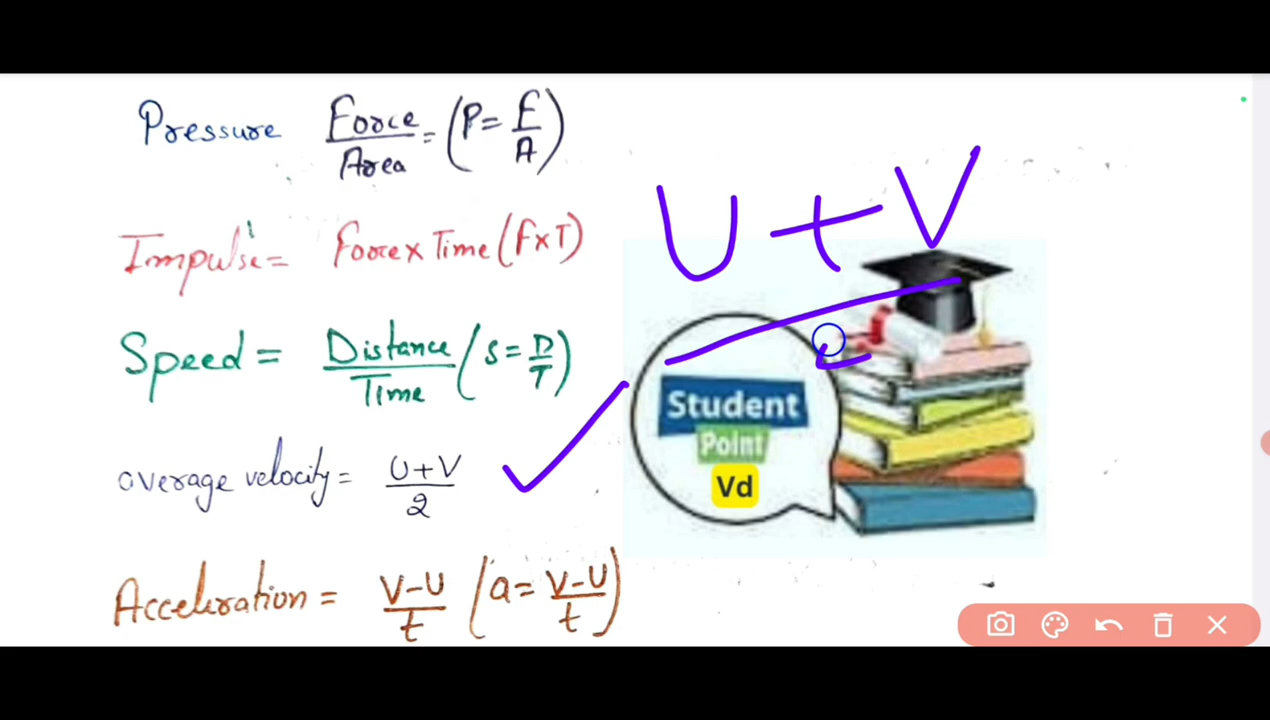 Pressure Force/Area = (P = F/A)
Impulse = Force x Time (F x T)
Speed = Distance/Time (S = D/T)
average velocity = U+V/2
Acceleration = V-U/t (a = V-U/t)
U + V
Student
Point
Vd